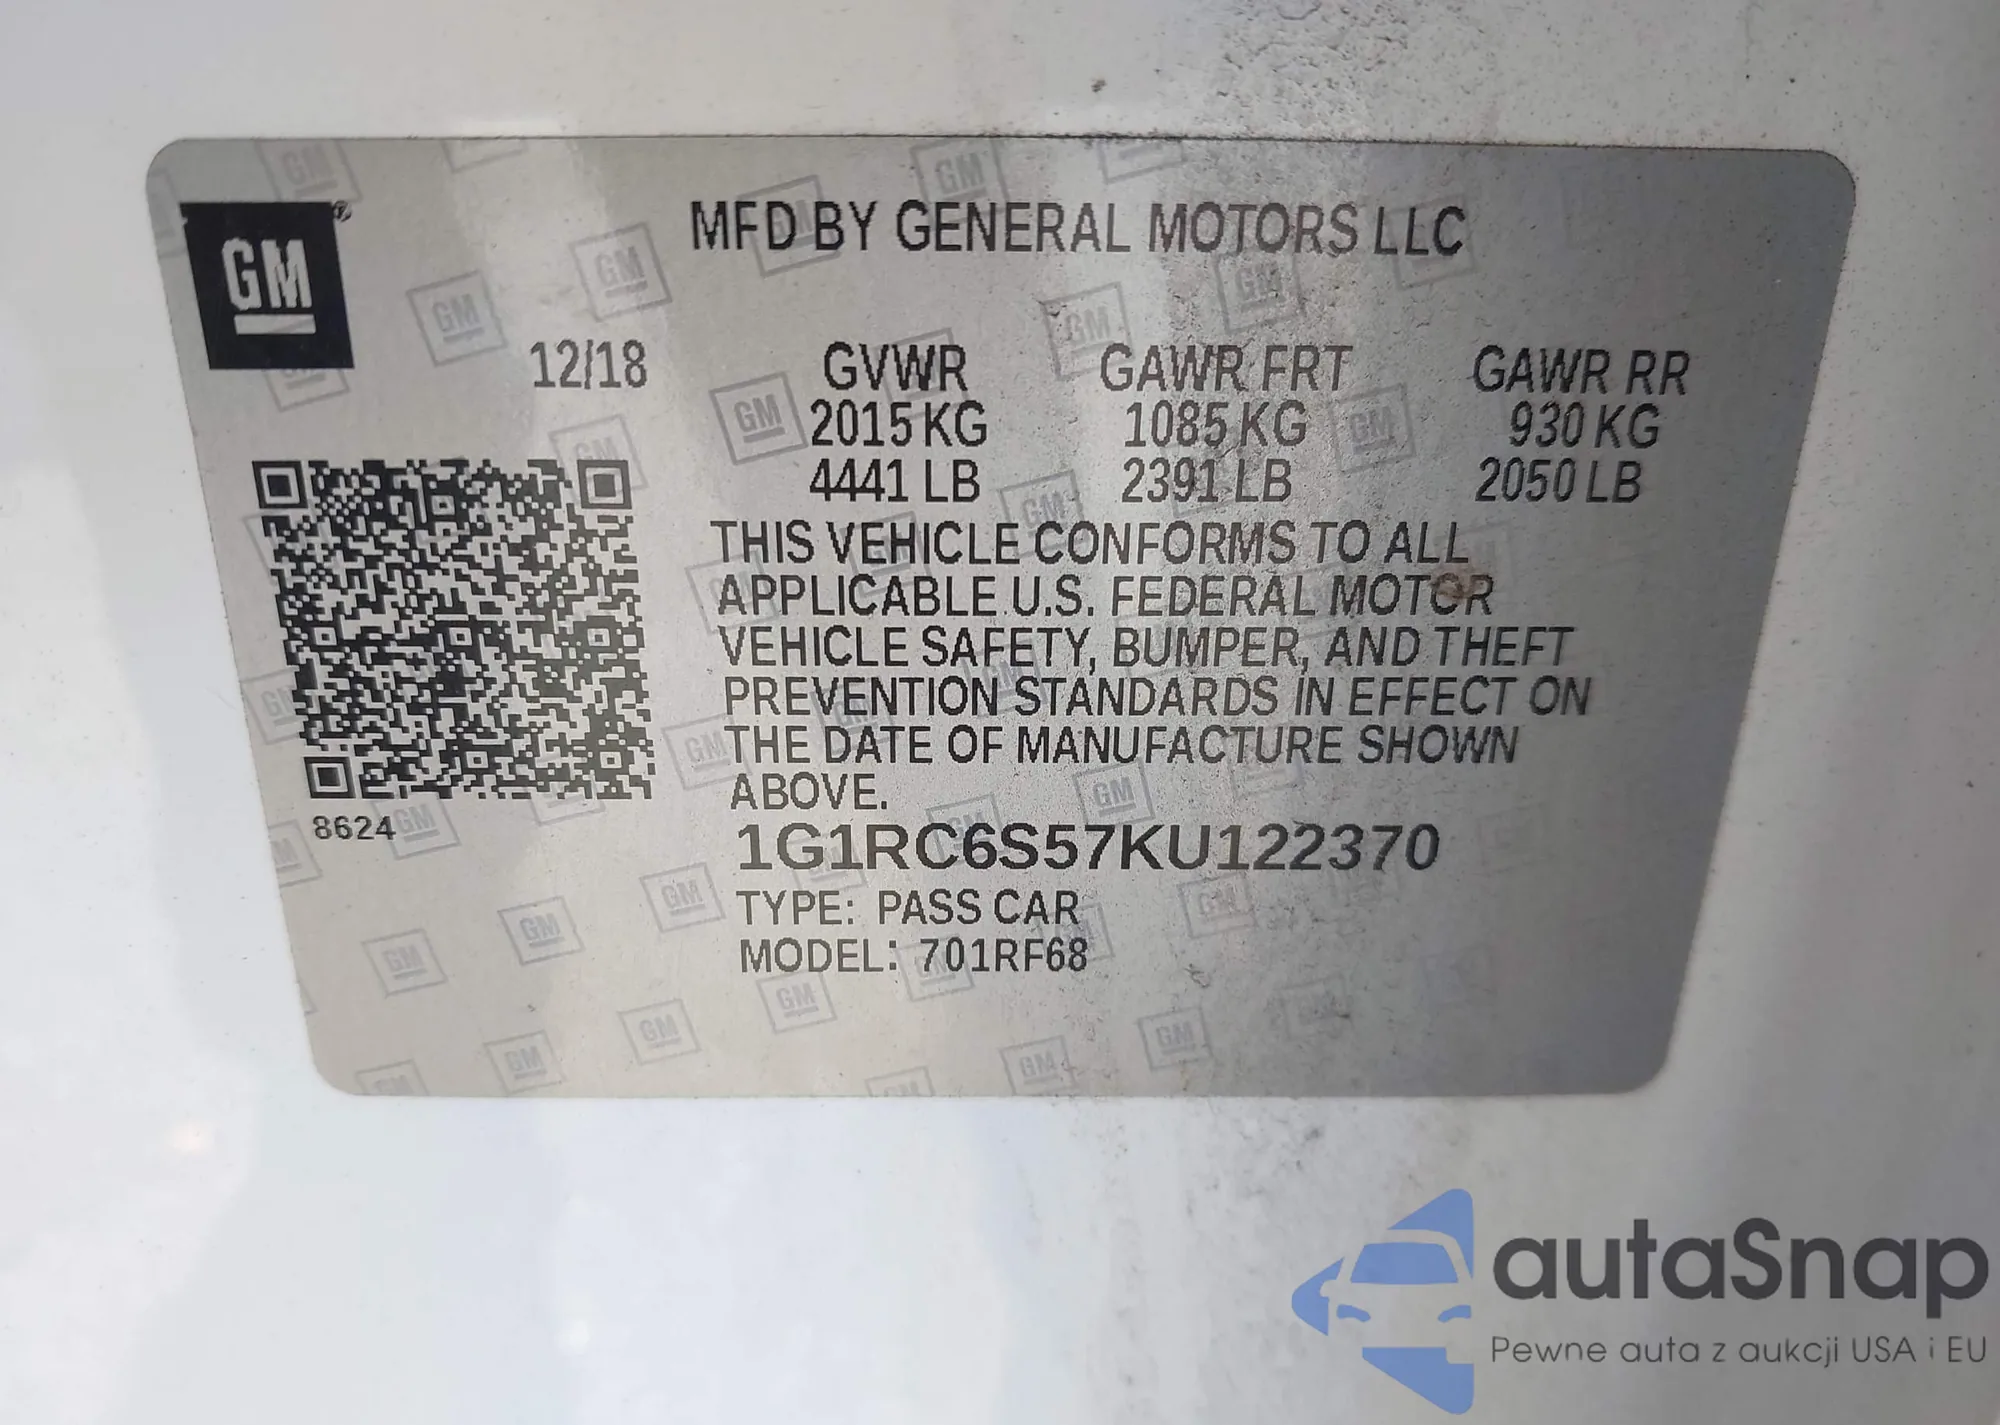 GM
MFD BY GENERAL MOTORS LLC
12/18 GVWR GAWR FRT GAWR RR
2015 KG 1085 KG 930 KG
4441 LB 2391 LB 2050 LB
THIS VEHICLE CONFORMS TO ALL
APPLICABLE U.S. FEDERAL MOTOR
VEHICLE SAFETY, BUMPER, AND THEFT
PREVENTION STANDARDS IN EFFECT ON
THE DATE OF MANUFACTURE SHOWN
ABOVE.
8624
1G1RC6S57KU122370
TYPE: PASS CAR
MODEL: 701RF68
autaSnap
Pewne auta z aukcji USA i EU